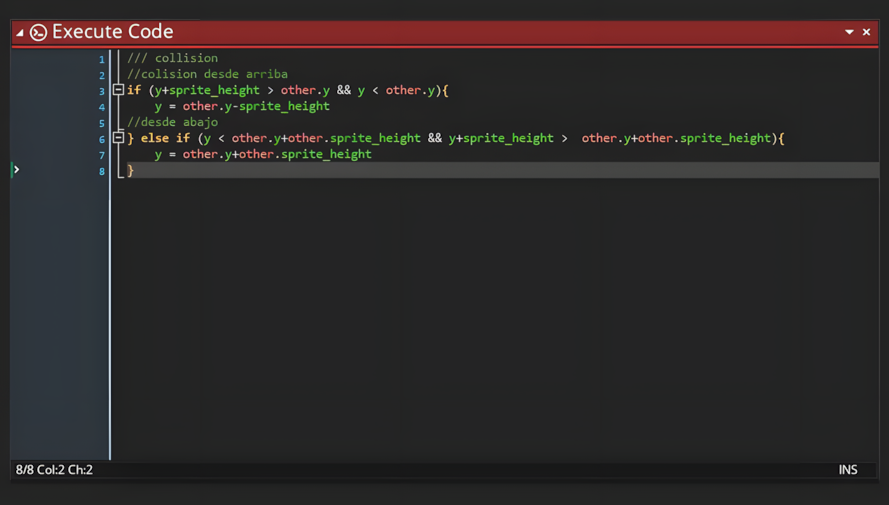 Execute Code
1 /// collision
2 //colision desde arriba
3 if (y+sprite_height > other.y && y < other.y){
4     y = other.y-sprite_height
5 //desde abajo
6 } else if (y < other.y+other.sprite_height && y+sprite_height >  other.y+other.sprite_height){
7     y = other.y+other.sprite_height
8 }
8/8 Col:2 Ch:2 INS